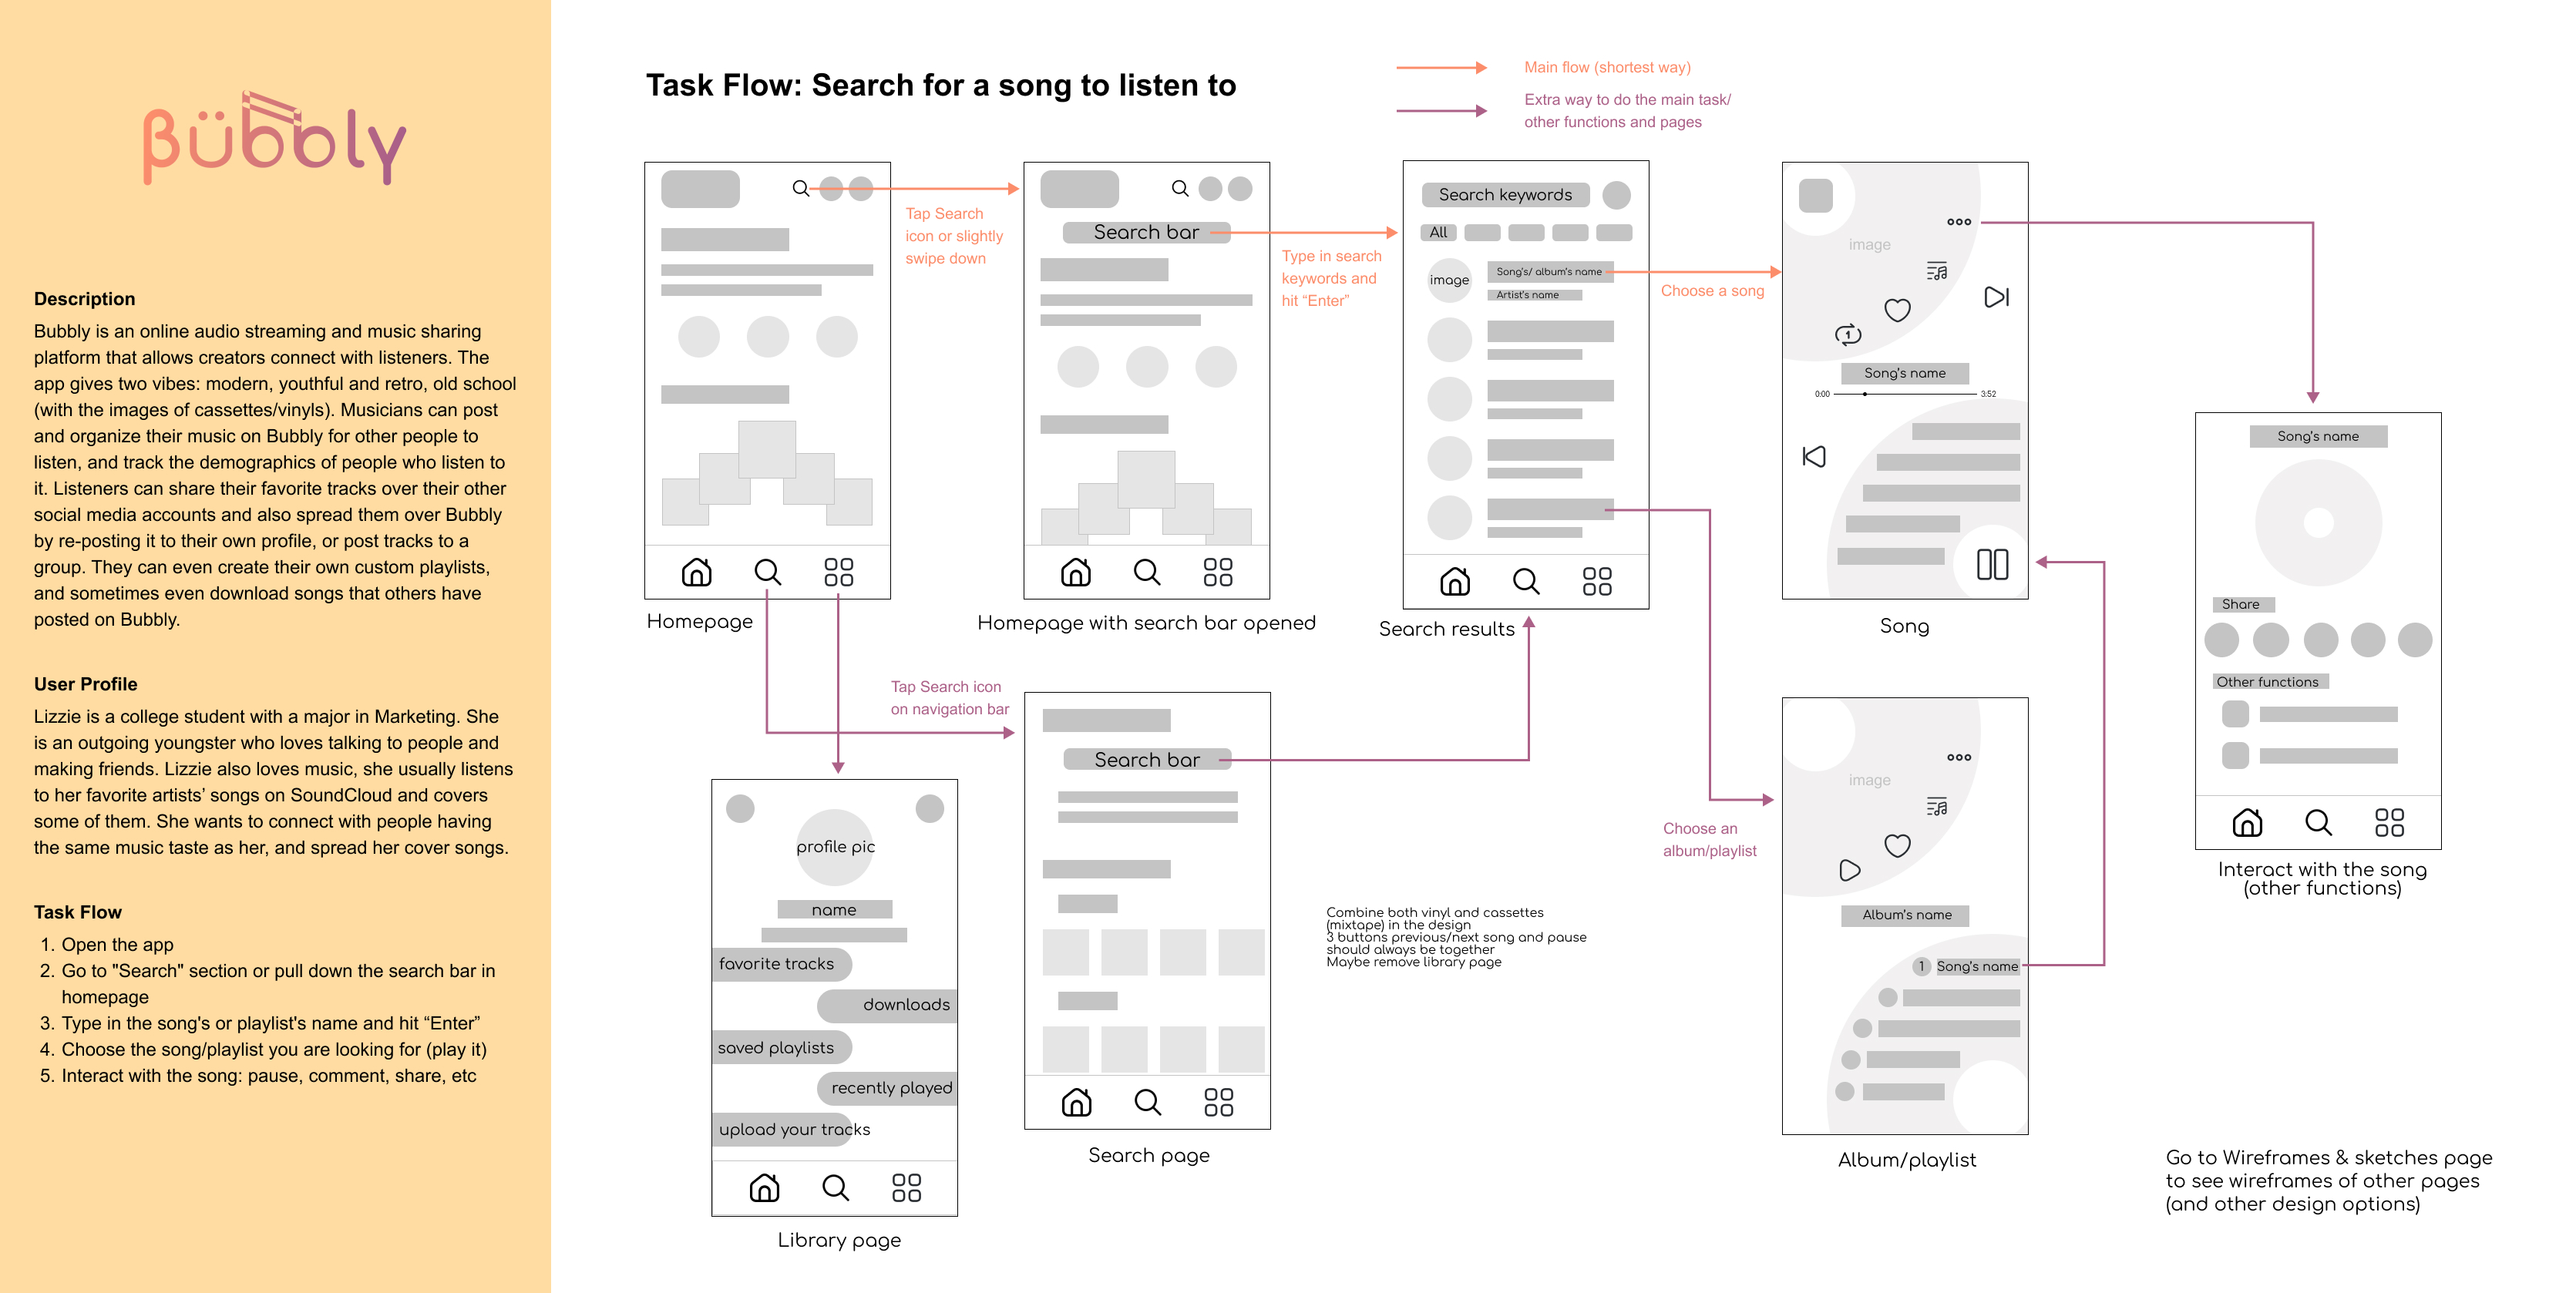 βübbly
Description
Bubbly is an online audio streaming and music sharing
platform that allows creators connect with listeners. The
app gives two vibes: modern, youthful and retro, old school
(with the images of cassettes/vinyls). Musicians can post
and organize their music on Bubbly for other people to
listen, and track the demographics of people who listen to
it. Listeners can share their favorite tracks over their other
social media accounts and also spread them over Bubbly
by re-posting it to their own profile, or post tracks to a
group. They can even create their own custom playlists,
and sometimes even download songs that others have
posted on Bubbly.
User Profile
Lizzie is a college student with a major in Marketing. She
is an outgoing youngster who loves talking to people and
making friends. Lizzie also loves music, she usually listens
to her favorite artists’ songs on SoundCloud and covers
some of them. She wants to connect with people having
the same music taste as her, and spread her cover songs.
Task Flow
1. Open the app
2. Go to "Search" section or pull down the search bar in
homepage
3. Type in the song's or playlist's name and hit “Enter”
4. Choose the song/playlist you are looking for (play it)
5. Interact with the song: pause, comment, share, etc
Task Flow: Search for a song to listen to
Main flow (shortest way)
Extra way to do the main task/
other functions and pages
Tap Search
icon or slightly
swipe down
Homepage
Search bar
Type in search
keywords and
hit “Enter”
Homepage with search bar opened
Search keywords
All
image
Song's/ album's name
Artist's name
Choose a song
Search results
image
1
Song's name
0:00
3:52
Song
Song's name
Share
Other functions
Interact with the song
(other functions)
Tap Search icon
on navigation bar
profile pic
name
favorite tracks
downloads
saved playlists
recently played
upload your tracks
Library page
Search bar
Search page
Combine both vinyl and cassettes
(mixtape) in the design
3 buttons previous/next song and pause
should always be together
Maybe remove library page
Choose an
album/playlist
image
Album's name
1 Song's name
Album/playlist
Go to Wireframes & sketches page
to see wireframes of other pages
(and other design options)